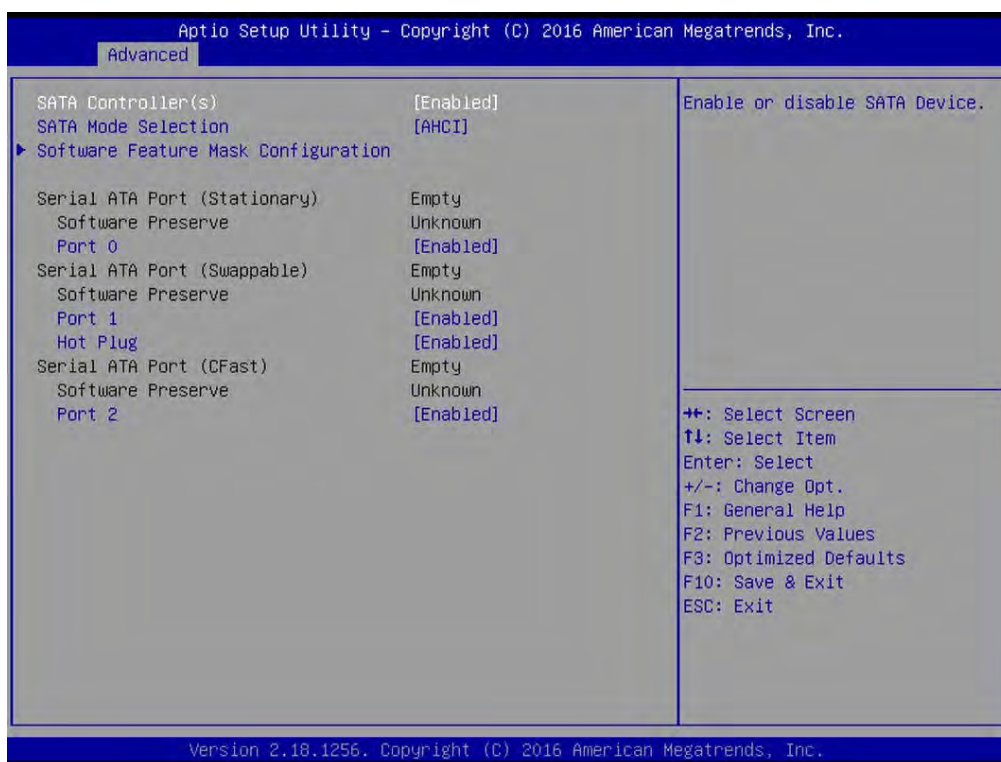 Aptio Setup Utility – Copyright (C) 2016 American Megatrends, Inc.
Advanced
SATA Controller(s) [Enabled]
SATA Mode Selection [AHCI]
▶ Software Feature Mask Configuration
Serial ATA Port (Stationary) Empty
Software Preserve Unknown
Port 0 [Enabled]
Serial ATA Port (Swappable) Empty
Software Preserve Unknown
Port 1 [Enabled]
Hot Plug [Enabled]
Serial ATA Port (CFast) Empty
Software Preserve Unknown
Port 2 [Enabled]
Enable or disable SATA Device.
→←: Select Screen
↑↓: Select Item
Enter: Select
+/-: Change Opt.
F1: General Help
F2: Previous Values
F3: Optimized Defaults
F10: Save & Exit
ESC: Exit
Version 2.18.1256. Copyright (C) 2016 American Megatrends, Inc.